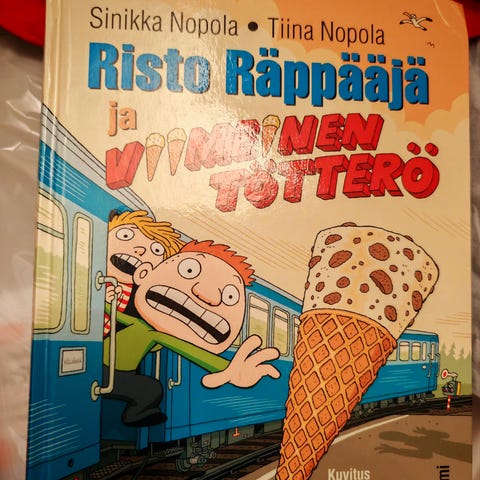 Sinikka Nopola • Tiina Nopola
Risto Räppääjä
ja
VIIMEINEN
TÖTTERÖ
Kuvitus